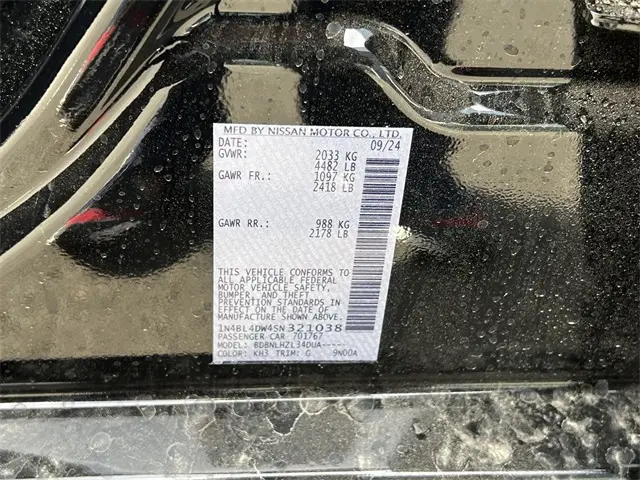 MFD BY NISSAN MOTOR CO., LTD.
DATE: 09/24
GVWR: 2033 KG
4482 LB
GAWR FR.: 1097 KG
2418 LB
GAWR RR.: 988 KG
2178 LB
THIS VEHICLE CONFORMS TO
ALL APPLICABLE FEDERAL
MOTOR VEHICLE SAFETY,
BUMPER, AND THEFT
PREVENTION STANDARDS IN
EFFECT ON THE DATE OF
MANUFACTURE SHOWN ABOVE.
1N4BL4DW4SN321038
PASSENGER CAR 701767
MODEL: BDBNLHZL34DUA-----
COLOR: KH3 TRIM: G 9N00A